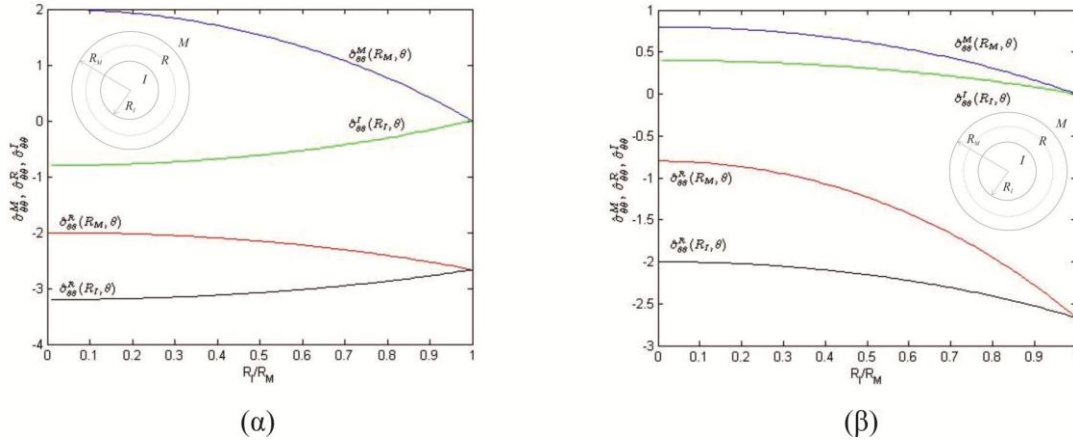 2
1
0
-1
-2
-3
-4
σ̂ᴹ_θθ, σ̂ᴿ_θθ, σ̂ᴵ_θθ
M
R_M
R
I
R_I
σ̂ᴹ_θθ(R_M, θ)
σ̂ᴵ_θθ(R_I, θ)
σ̂ᴿ_θθ(R_M, θ)
σ̂ᴿ_θθ(R_I, θ)
0 0.1 0.2 0.3 0.4 0.5 0.6 0.7 0.8 0.9 1
R_I/R_M
(α)
1
0.5
0
-0.5
-1
-1.5
-2
-2.5
-3
σ̂ᴹ_θθ, σ̂ᴿ_θθ, σ̂ᴵ_θθ
σ̂ᴹ_θθ(R_M, θ)
σ̂ᴵ_θθ(R_I, θ)
M
R_M
R
I
R_I
σ̂ᴿ_θθ(R_M, θ)
σ̂ᴿ_θθ(R_I, θ)
0 0.1 0.2 0.3 0.4 0.5 0.6 0.7 0.8 0.9 1
R_I/R_M
(β)